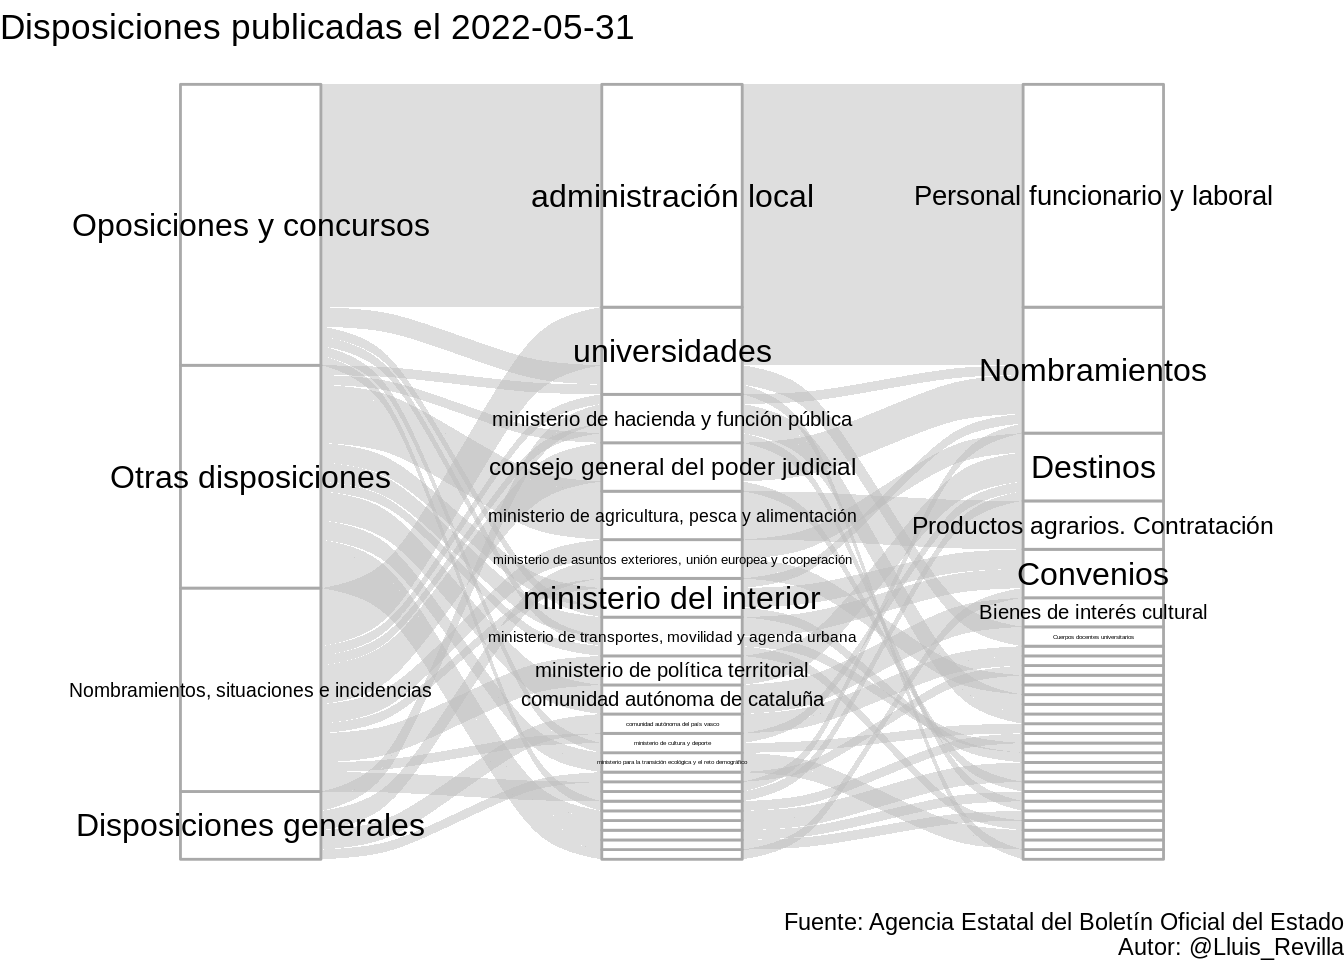 Disposiciones publicadas el 2022-05-31
Oposiciones y concursos
Otras disposiciones
Nombramientos, situaciones e incidencias
Disposiciones generales
administración local
universidades
ministerio de hacienda y función pública
consejo general del poder judicial
ministerio de agricultura, pesca y alimentación
ministerio de asuntos exteriores, unión europea y cooperación
ministerio del interior
ministerio de transportes, movilidad y agenda urbana
ministerio de política territorial
comunidad autónoma de cataluña
comunidad autónoma del país vasco
ministerio de cultura y deporte
ministerio para la transición ecológica y el reto demográfico
Personal funcionario y laboral
Nombramientos
Destinos
Productos agrarios. Contratación
Convenios
Bienes de interés cultural
Cuerpos docentes universitarios
Fuente: Agencia Estatal del Boletín Oficial del Estado
Autor: @Lluis_Revilla